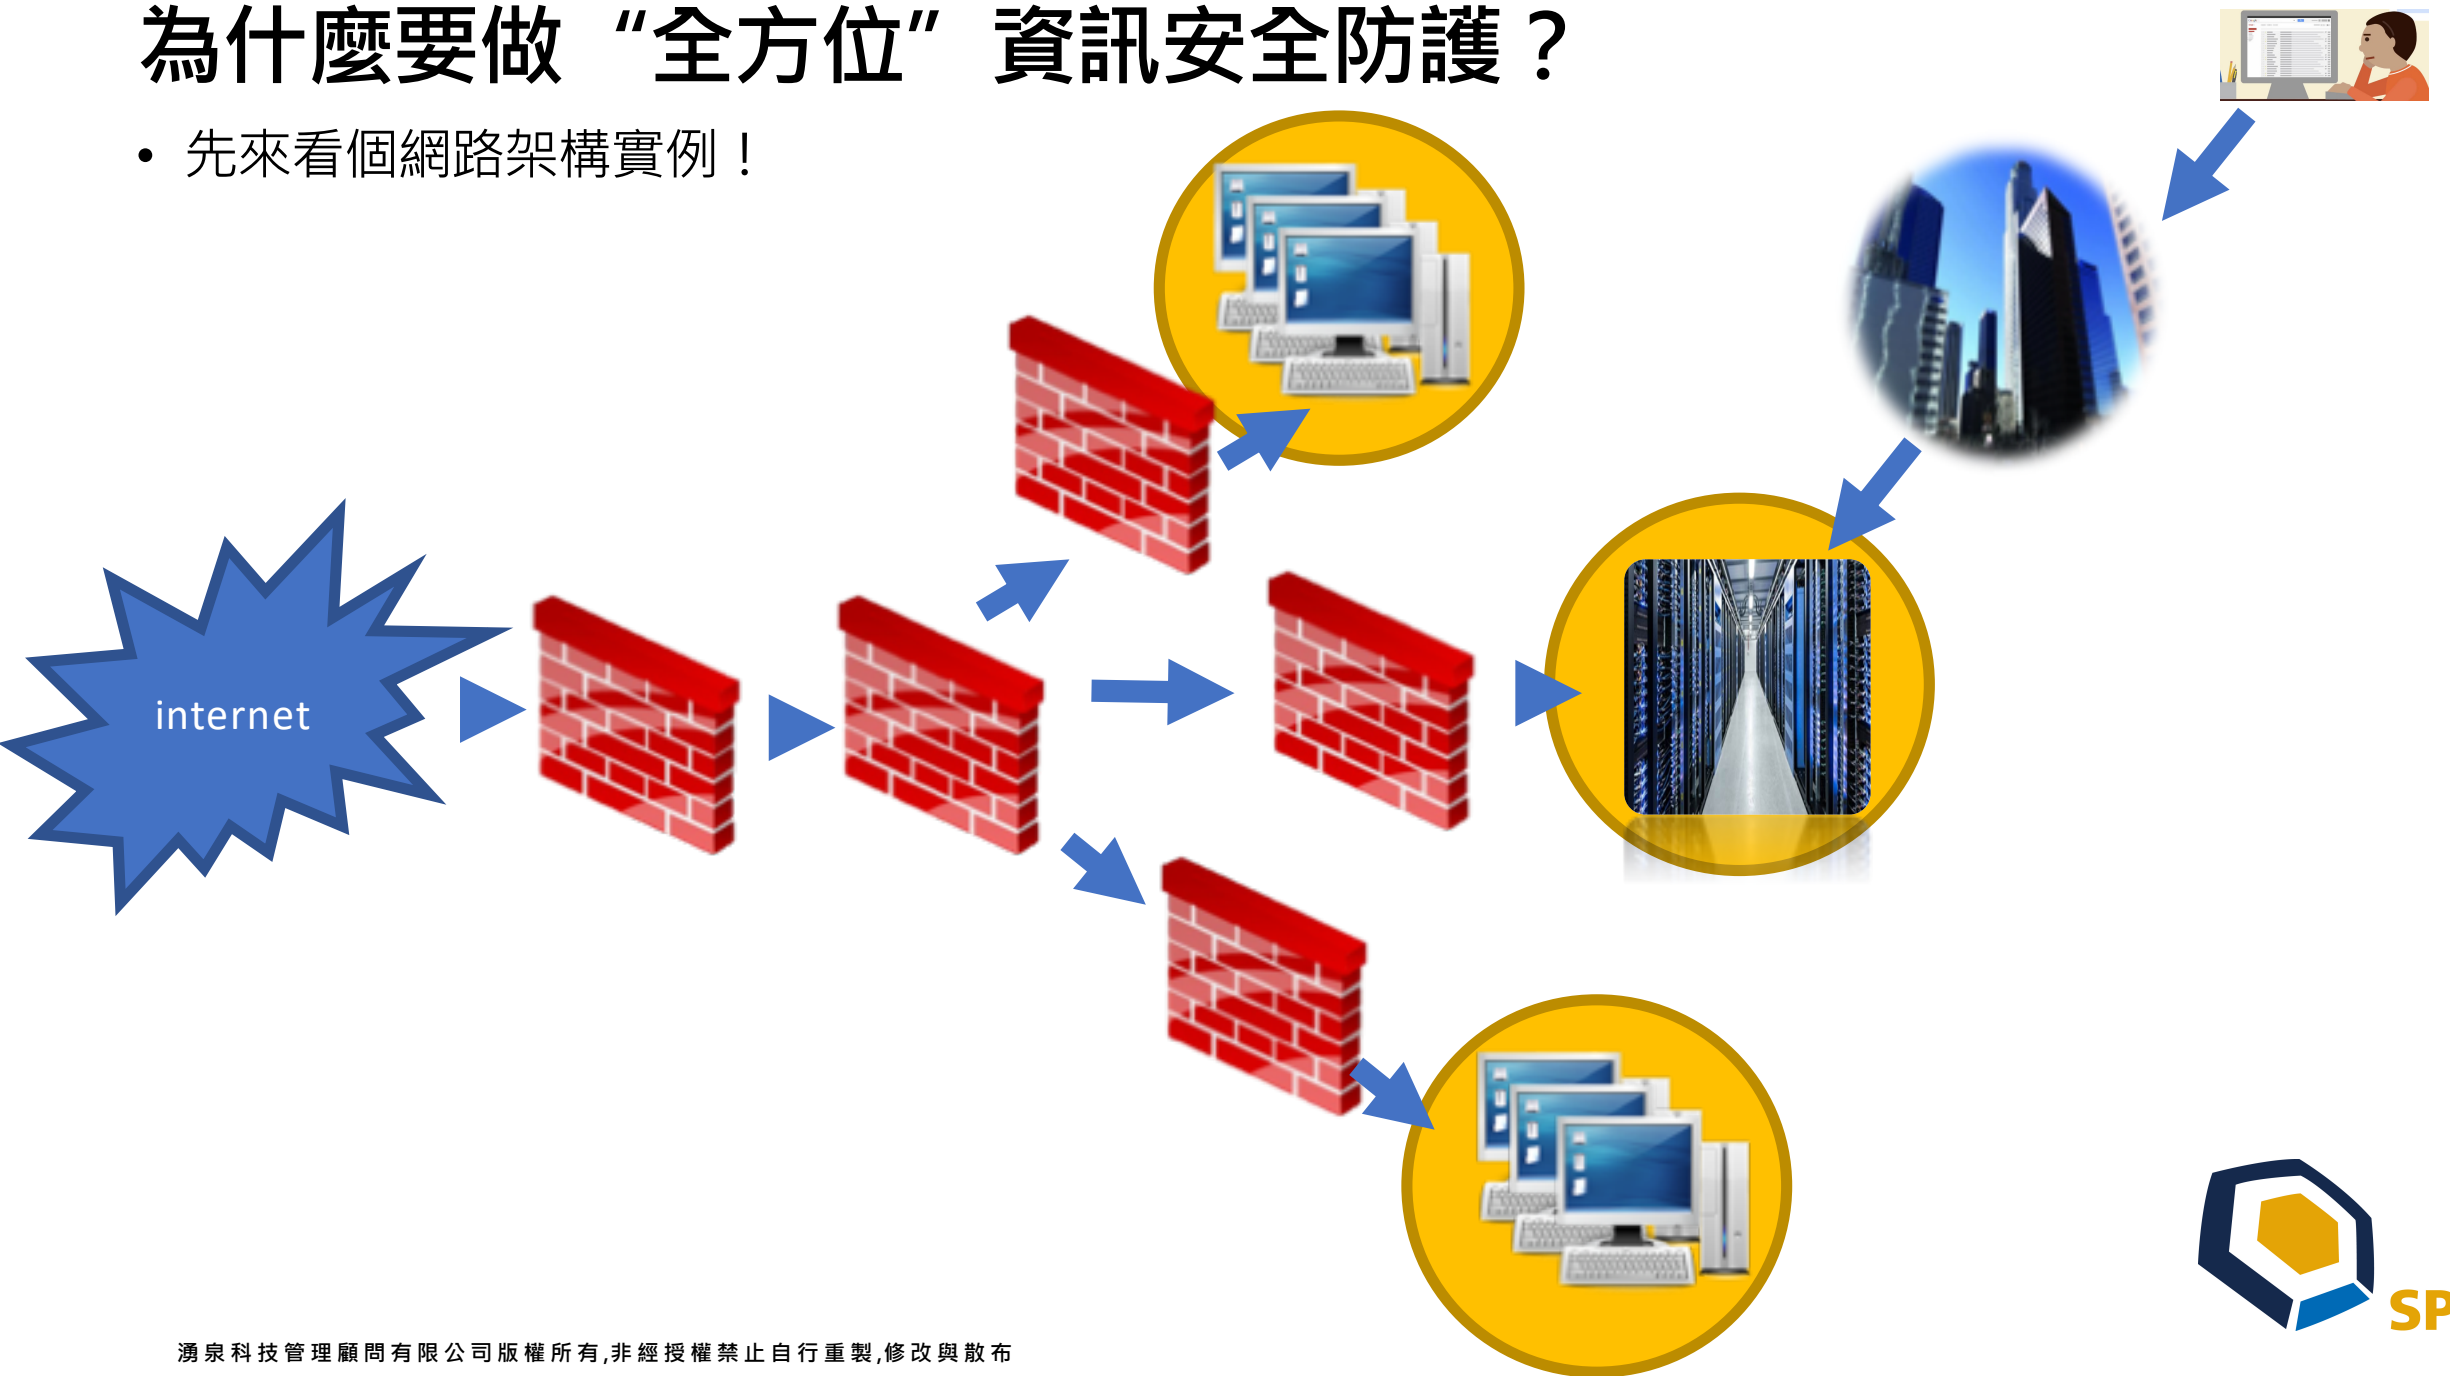 為什麼要做 “全方位” 資訊安全防護？
• 先來看個網路架構實例！
internet
SP
湧泉科技管理顧問有限公司版權所有,非經授權禁止自行重製,修改與散布